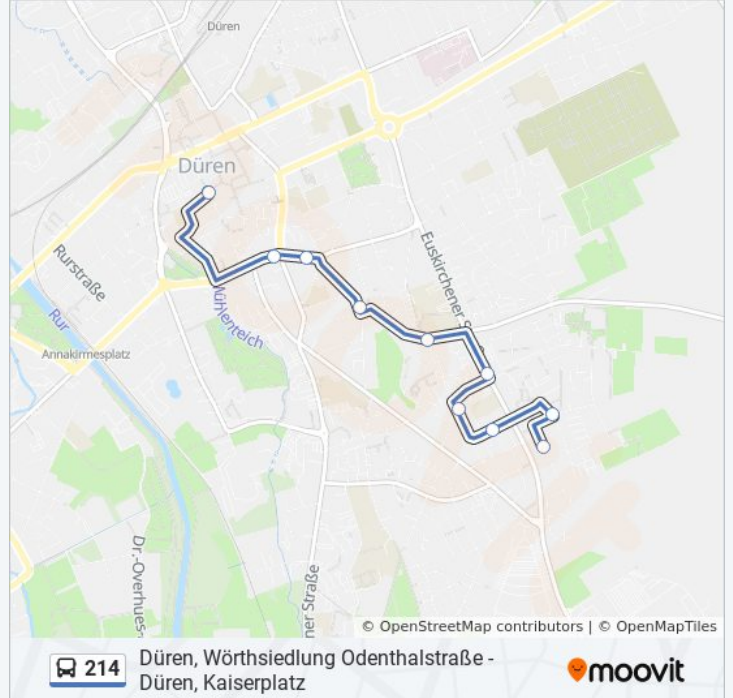 Düren
Düren
Rurstraße
Rur
Mühlenteich
Euskirchener S
Annakirmesplatz
Dr.-Overhues-
ner Straße
© OpenStreetMap contributors | © OpenMapTiles
214
Düren, Wörthsiedlung Odenthalstraße -
Düren, Kaiserplatz
moovit